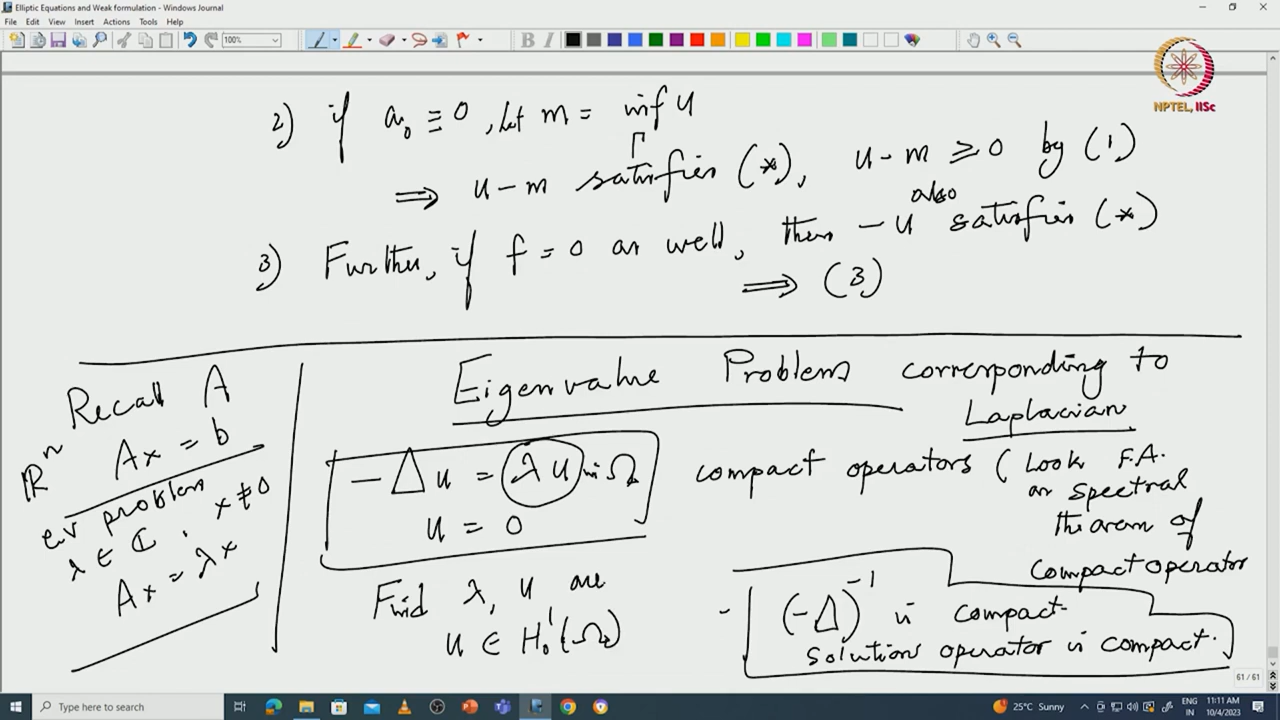 Elliptic Equations and Weak formulation - Windows Journal
File Edit View Insert Actions Tools Help
100%
B I
NPTEL, IISc
2) if a₀ ≡ 0, let m = inf u
Γ
⟹ u - m satisfies (*), u - m ≥ 0 by (1)
3) Further, if f = 0 as well, then - u also satisfies (*)
⟹ (3)
Recall A
ℝⁿ Ax = b
ev problem
λ ∈ ℂ, x ≠ 0
Ax = λx
Eigenvalue Problem corresponding to
Laplacian
-Δu = λu in Ω
u = 0
Find λ, u are
u ∈ H₀¹(Ω)
compact operators (Look F.A.
on spectral
theorem of
compact operator
(-Δ)⁻¹ is compact
solution operator is compact.
61 / 61
Type here to search
25°C Sunny
ENG
IN
11:11 AM
10/4/2023